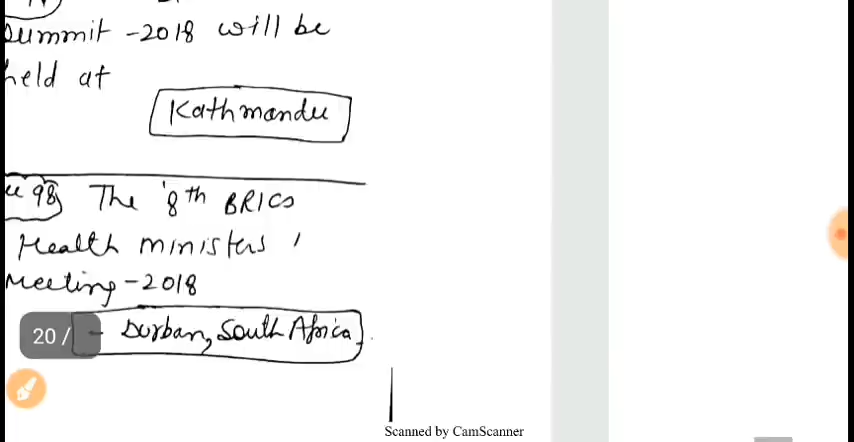 Summit -2018 will be
held at
Kathmandu
98) The '8th BRICS
Health ministers'
Meeting -2018
- Durban, South Africa.
20 /
Scanned by CamScanner